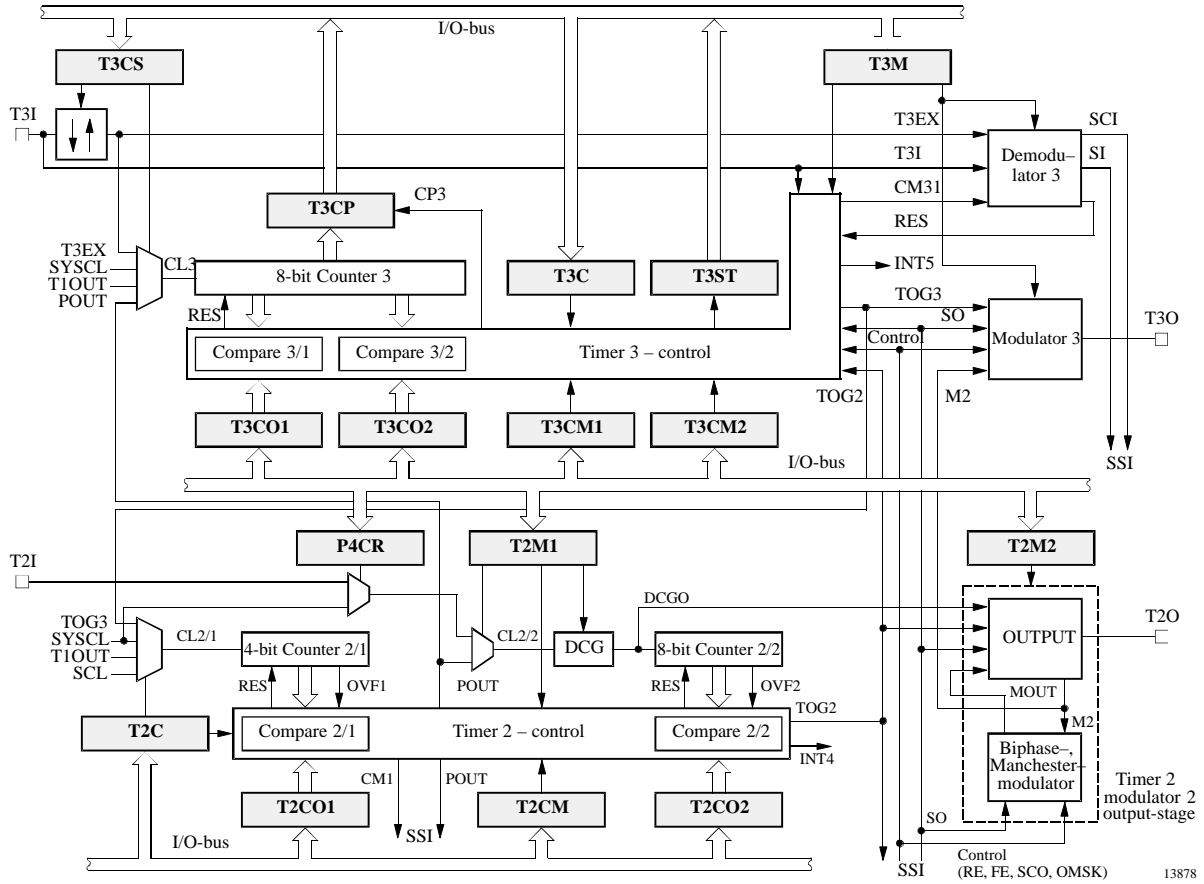 I/O-bus
T3CS
T3M
T3I
T3EX
SCI
T3I
SI
Demodu–
lator 3
CM31
T3CP
CP3
RES
T3EX
SYSCL
T1OUT
POUT
CL3
8-bit Counter 3
T3C
T3ST
INT5
RES
TOG3
SO
T3O
Compare 3/1
Compare 3/2
Timer 3 – control
Control
Modulator 3
TOG2
M2
T3CO1
T3CO2
T3CM1
T3CM2
I/O-bus
SSI
P4CR
T2M1
T2M2
T2I
DCGO
T2O
TOG3
SYSCL
T1OUT
SCL
CL2/1
4-bit Counter 2/1
CL2/2
DCG
8-bit Counter 2/2
OUTPUT
RES
OVF1
POUT
RES
OVF2
MOUT
T2C
Compare 2/1
Timer 2 – control
Compare 2/2
TOG2
M2
INT4
Biphase–,
Manchester–
modulator
CM1
POUT
Timer 2
modulator 2
output-stage
T2CO1
T2CM
T2CO2
SSI
SO
I/O-bus
SSI
Control
(RE, FE, SCO, OMSK)
13878